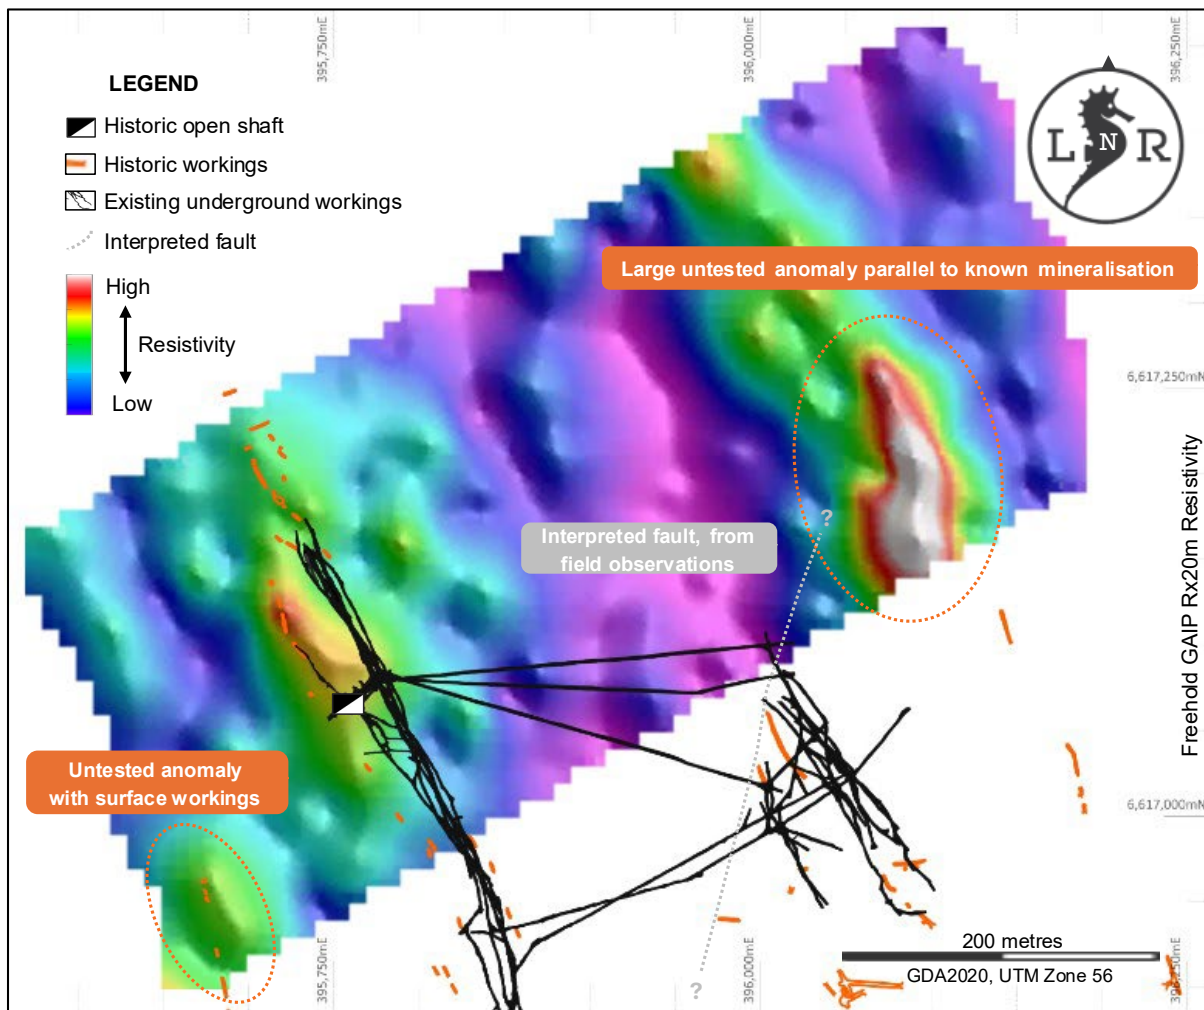 395,750mE
396,000mE
396,250mE
LEGEND
Historic open shaft
Historic workings
Existing underground workings
Interpreted fault
High
Resistivity
Low
L N R
Large untested anomaly parallel to known mineralisation
6,617,250mN
Interpreted fault, from
field observations
?
Freehold GAIP Rx20m Resistivity
Untested anomaly
with surface workings
6,617,000mN
?
200 metres
GDA2020, UTM Zone 56
395,750mE
396,000mE
396,250mE